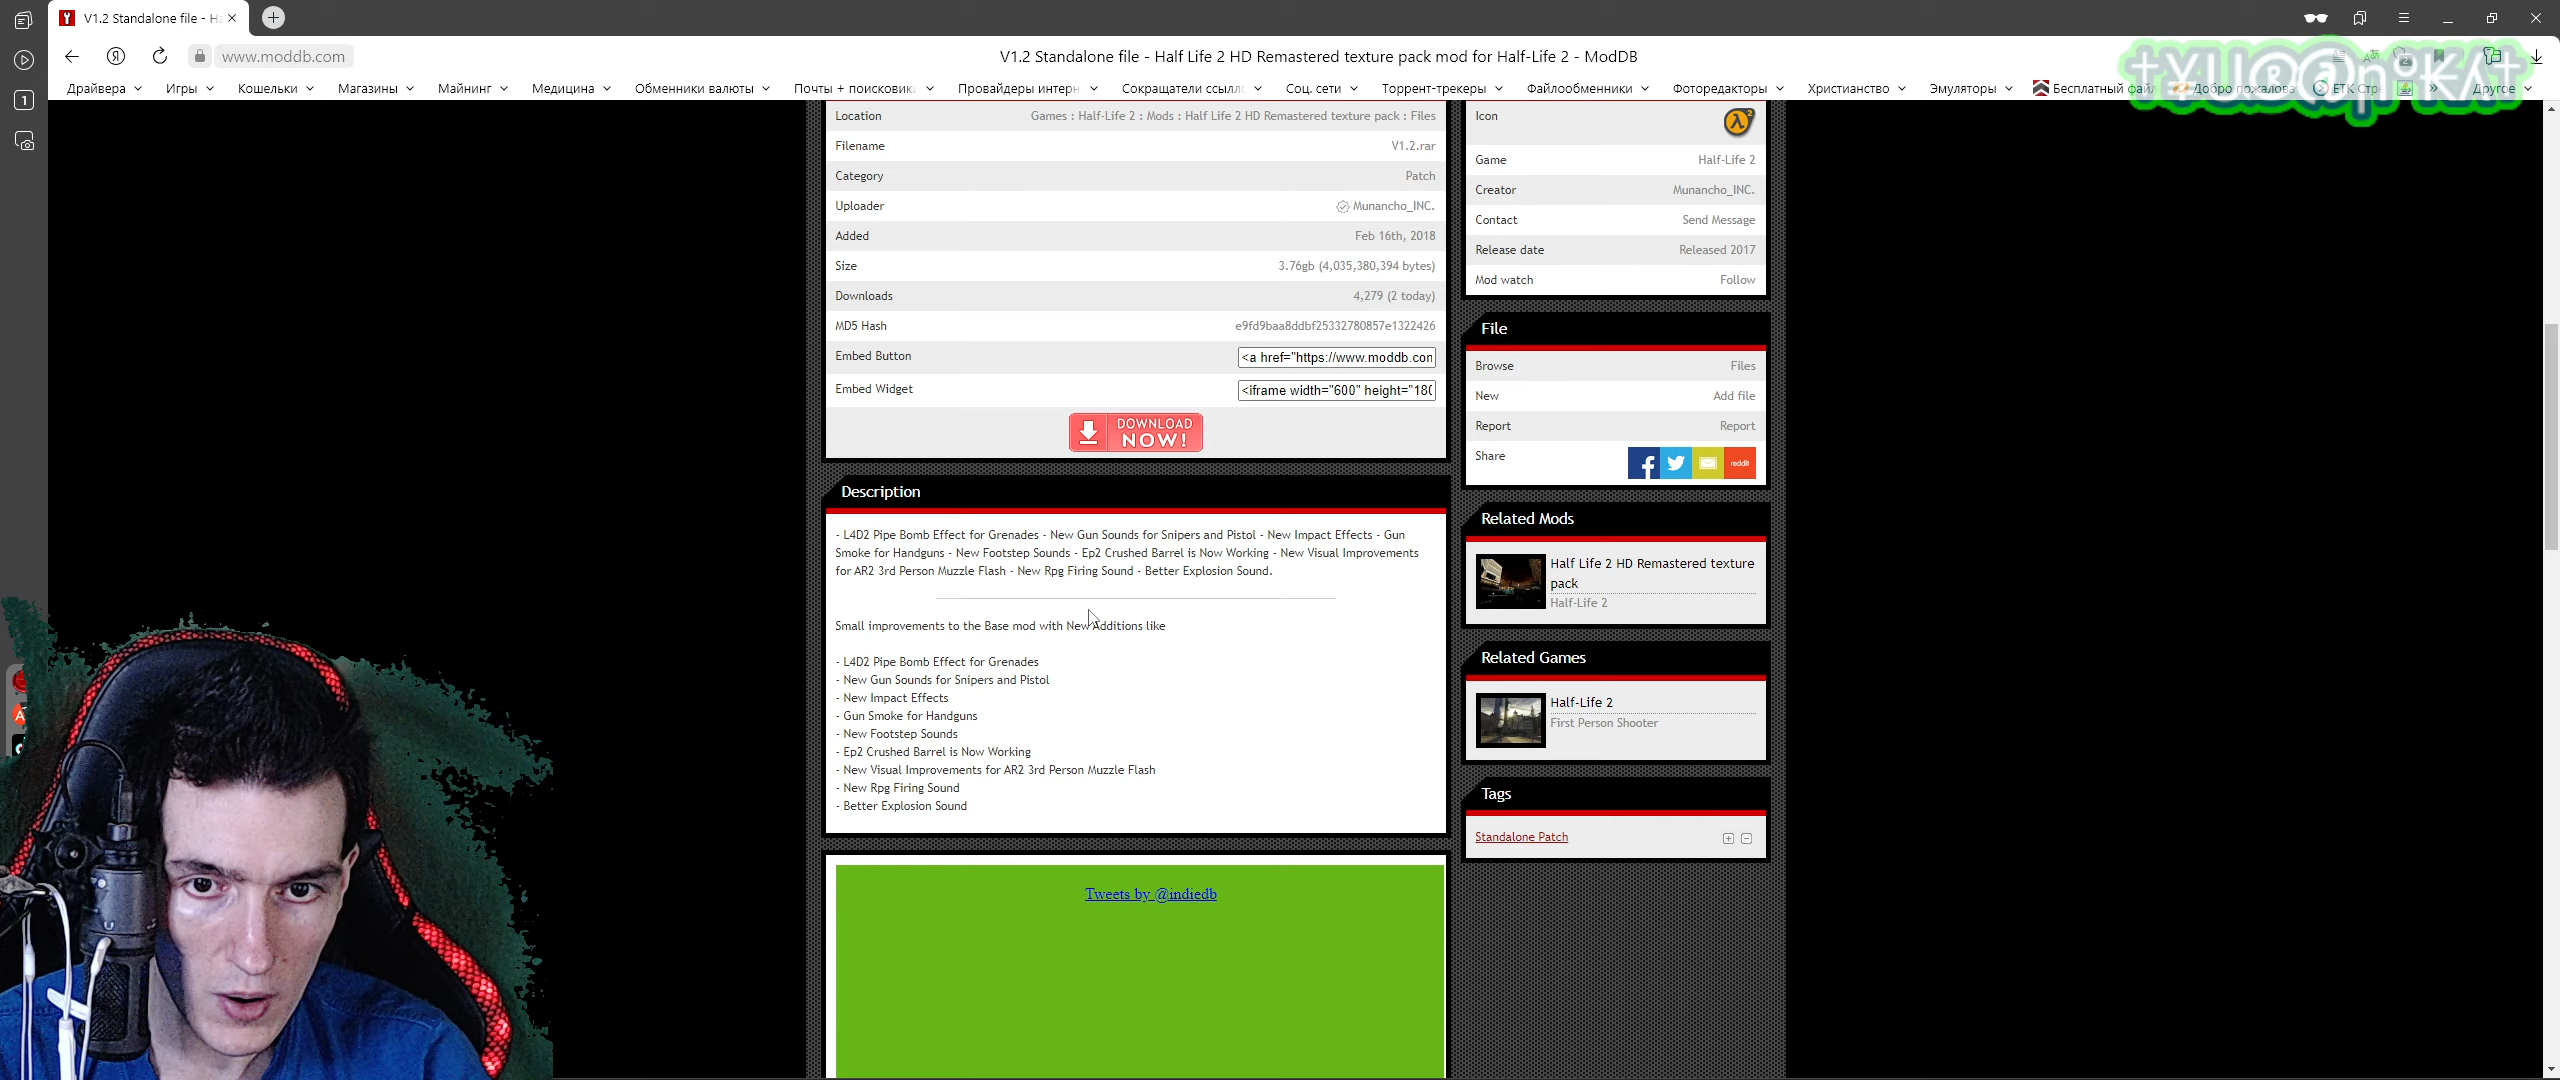 V1.2 Standalone file - Ha
www.moddb.com
V1.2 Standalone file - Half Life 2 HD Remastered texture pack mod for Half-Life 2 - ModDB
Драйвера
Игры
Кошельки
Магазины
Майнинг
Медицина
Обменники валюты
Почты + поисковики
Провайдеры интерн
Сокращатели ссылл
Соц. сети
Торрент-трекеры
Файлообменники
Фоторедакторы
Христианство
Эмуляторы
Бесплатный файл
Добро пожалова
ЕТК Стре
Другое
1
Location
Games : Half-Life 2 : Mods : Half Life 2 HD Remastered texture pack : Files
Filename
V1.2.rar
Category
Patch
Uploader
Munancho_INC.
Added
Feb 16th, 2018
Size
3.76gb (4,035,380,394 bytes)
Downloads
4,279 (2 today)
MD5 Hash
e9fd9baa8ddbf25332780857e1322426
Embed Button
<a href="https://www.moddb.con
Embed Widget
<iframe width="600" height="180
DOWNLOAD
NOW!
Description
- L4D2 Pipe Bomb Effect for Grenades - New Gun Sounds for Snipers and Pistol - New Impact Effects - Gun
Smoke for Handguns - New Footstep Sounds - Ep2 Crushed Barrel is Now Working - New Visual Improvements
for AR2 3rd Person Muzzle Flash - New Rpg Firing Sound - Better Explosion Sound.
Small improvements to the Base mod with New Additions like
- L4D2 Pipe Bomb Effect for Grenades
- New Gun Sounds for Snipers and Pistol
- New Impact Effects
- Gun Smoke for Handguns
- New Footstep Sounds
- Ep2 Crushed Barrel is Now Working
- New Visual Improvements for AR2 3rd Person Muzzle Flash
- New Rpg Firing Sound
- Better Explosion Sound
Tweets by @indiedb
Icon
Game
Half-Life 2
Creator
Munancho_INC.
Contact
Send Message
Release date
Released 2017
Mod watch
Follow
File
Browse
Files
New
Add file
Report
Report
Share
reddit
Related Mods
Half Life 2 HD Remastered texture
pack
Half-Life 2
Related Games
Half-Life 2
First Person Shooter
Tags
Standalone Patch